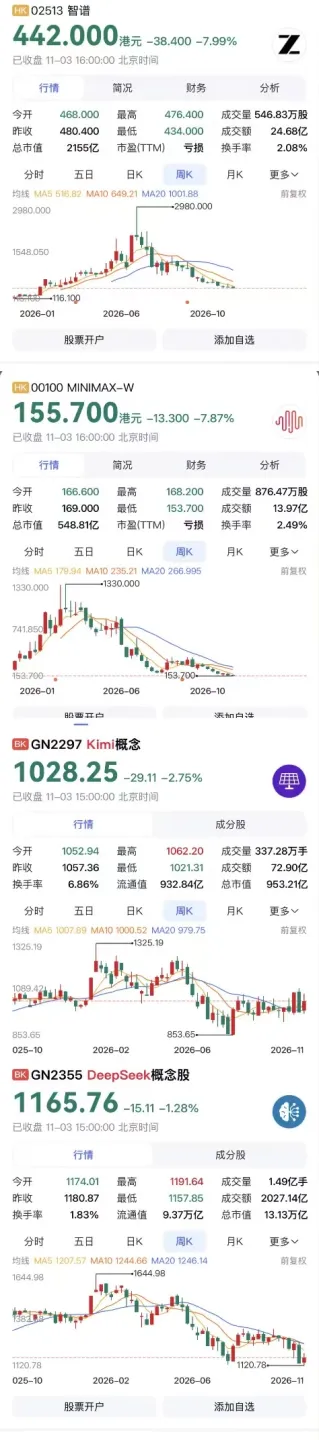 HK 02513 智谱
442.000港元 -38.400 -7.99%
已收盘 11-03 16:00:00 北京时间
行情 简况 财务 分析
今开 468.000 最高 476.400 成交量 546.83万股
昨收 480.400 最低 434.000 成交额 24.68亿
总市值 2155亿 市盈(TTM) 亏损 换手率 2.08%
分时 五日 日K 周K 月K 更多
均线 MA5 516.82 MA10 649.21 MA20 1001.88 前复权
2980.000
2980.000
1548.050
116.100
2026-01 2026-06 2026-10
股票开户 添加自选
HK 00100 MINIMAX-W
155.700港元 -13.300 -7.87%
已收盘 11-03 16:00:00 北京时间
行情 简况 财务 分析
今开 166.600 最高 168.200 成交量 876.47万股
昨收 169.000 最低 153.700 成交额 13.97亿
总市值 548.81亿 市盈(TTM) 亏损 换手率 2.49%
分时 五日 日K 周K 月K 更多
均线 MA5 179.94 MA10 235.21 MA20 266.995 前复权
1330.000
1330.000
741.850
153.700
153.700
2026-01 2026-06 2026-10
股票开户 添加自选
BK GN2297 Kimi概念
1028.25 -29.11 -2.75%
已收盘 11-03 15:00:00 北京时间
行情 成分股
今开 1052.94 最高 1062.20 成交量 337.28万手
昨收 1057.36 最低 1021.31 成交额 72.90亿
换手率 6.86% 流通值 932.84亿 总市值 953.21亿
分时 五日 日K 周K 月K 更多
均线 MA5 1007.69 MA10 1000.52 MA20 979.75 前复权
1325.19
1325.19
1089.42
853.65
853.65
025-10 2026-02 2026-06 2026-11
BK GN2355 DeepSeek概念股
1165.76 -15.11 -1.28%
已收盘 11-03 15:00:00 北京时间
行情 成分股
今开 1174.01 最高 1191.64 成交量 1.49亿手
昨收 1180.87 最低 1157.85 成交额 2027.14亿
换手率 1.83% 流通值 9.37万亿 总市值 13.13万亿
分时 五日 日K 周K 月K 更多
均线 MA5 1207.57 MA10 1244.66 MA20 1246.14 前复权
1644.98
1644.98
1120.78
1120.78
025-10 2026-02 2026-06 2026-11
股票开户 添加自选